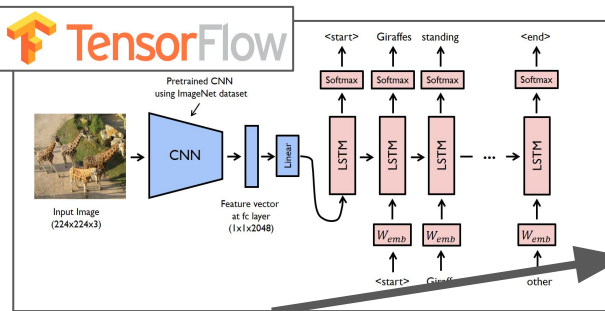 TensorFlow
<start> Giraffes standing <end>
Softmax Softmax Softmax Softmax
Pretrained CNN
using ImageNet dataset
CNN
Linear
LSTM LSTM LSTM ... LSTM
Input Image
(224x224x3)
Feature vector
at fc layer
(1x1x2048)
W_emb W_emb W_emb
<start> Giraffes other